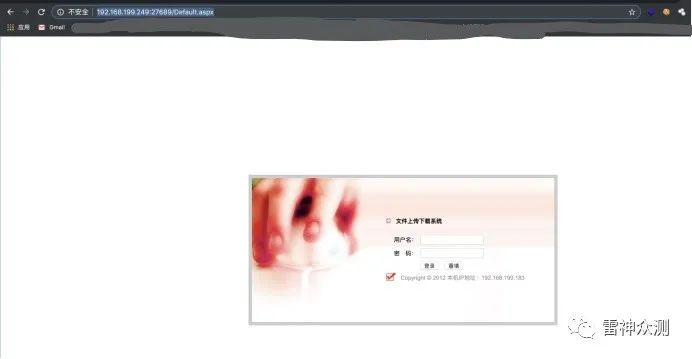 不安全 | 192.168.199.249:27689/Default.aspx
应用 Gmail
文件上传下载系统
用户名:
密 码:
登录 重填
Copyright © 2012 本机IP地址: 192.168.199.183
雷神众测